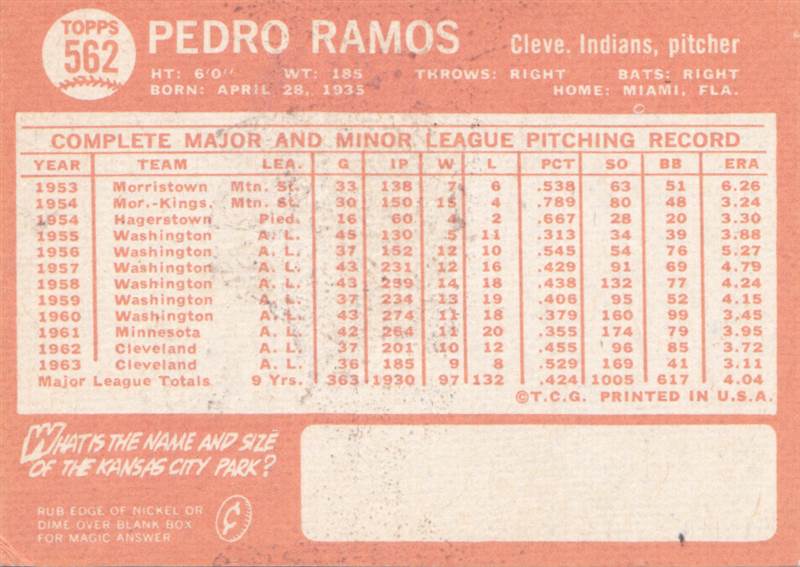 TOPPS
562
PEDRO RAMOS
Cleve. Indians, pitcher
HT: 6'0" WT: 185 THROWS: RIGHT BATS: RIGHT
BORN: APRIL 28, 1935 HOME: MIAMI, FLA.
COMPLETE MAJOR AND MINOR LEAGUE PITCHING RECORD
YEAR TEAM LEA. G IP W L PCT SO BB ERA
1953 Morristown Mtn. St. 33 138 7 6 .538 63 51 6.26
1954 Mor.-Kings. Mtn. St. 30 150 15 4 .789 80 48 3.24
1954 Hagerstown Pied. 16 60 4 2 .667 28 20 3.30
1955 Washington A. L. 45 130 5 11 .313 34 39 3.88
1956 Washington A. L. 37 152 12 10 .545 54 76 5.27
1957 Washington A. L. 43 231 12 16 .429 91 69 4.79
1958 Washington A. L. 43 259 14 18 .438 132 77 4.24
1959 Washington A. L. 37 234 13 19 .406 95 52 4.15
1960 Washington A. L. 43 274 11 18 .379 160 99 3.45
1961 Minnesota A. L. 42 264 11 20 .355 174 79 3.95
1962 Cleveland A. L. 37 201 10 12 .455 96 85 3.72
1963 Cleveland A. L. 36 185 9 8 .529 169 41 3.11
Major League Totals 9 Yrs. 363 1930 97 132 .424 1005 617 4.04
©T.C.G. PRINTED IN U.S.A.
WHAT IS THE NAME AND SIZE
OF THE KANSAS CITY PARK?
RUB EDGE OF NICKEL OR
DIME OVER BLANK BOX
FOR MAGIC ANSWER
¢